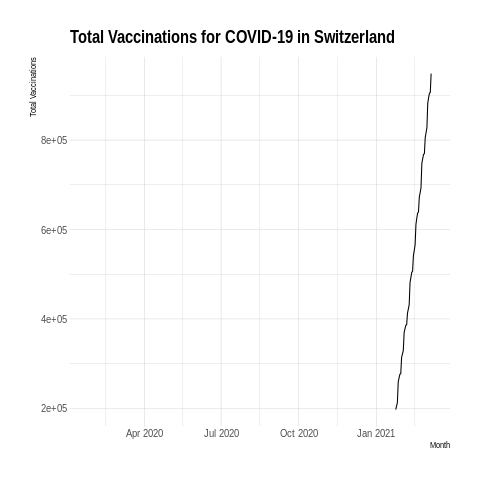 Total Vaccinations for COVID-19 in Switzerland
Total Vaccinations
8e+05
6e+05
4e+05
2e+05
Apr 2020 Jul 2020 Oct 2020 Jan 2021
Month